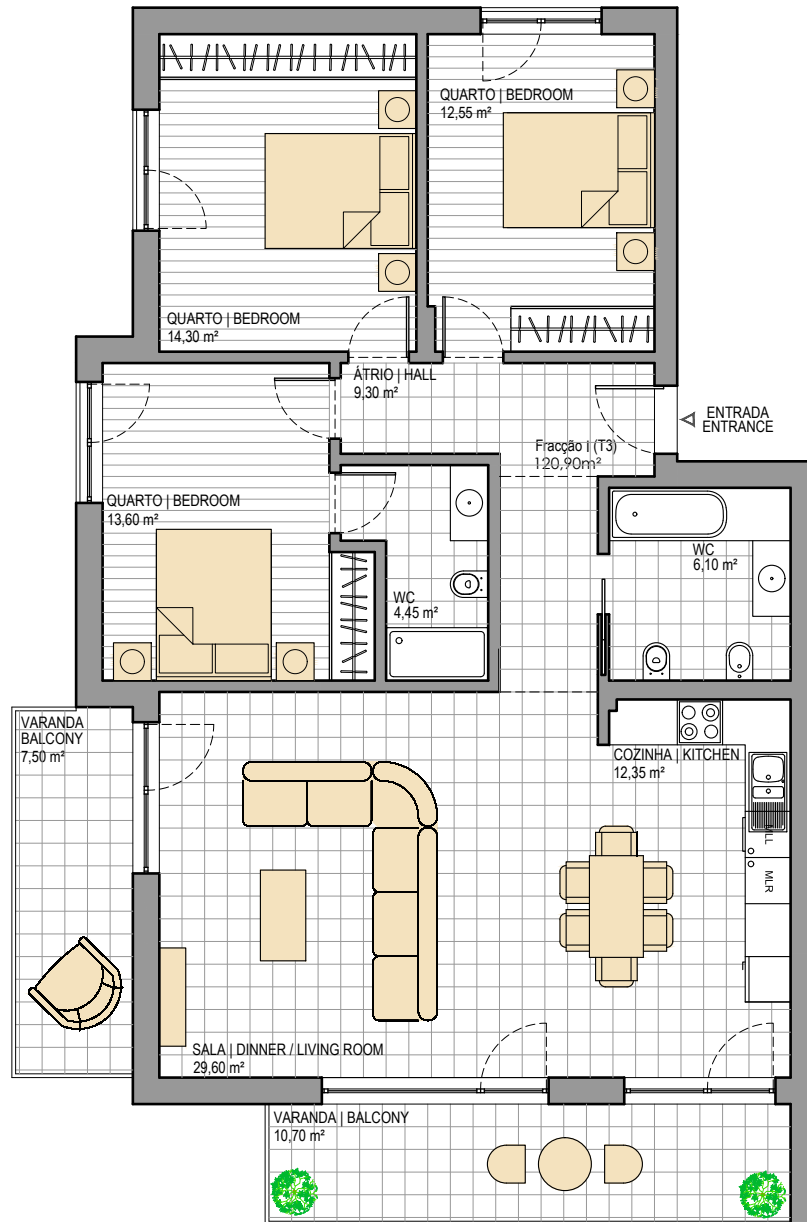 QUARTO | BEDROOM
12,55 m²
QUARTO | BEDROOM
14,30 m²
ÁTRIO | HALL
9,30 m²
ENTRADA
ENTRANCE
Fracção I (T3)
120,90m²
QUARTO | BEDROOM
13,60 m²
WC
6,10 m²
WC
4,45 m²
VARANDA
BALCONY
7,50 m²
COZINHA | KITCHEN
12,35 m²
MLL
MLR
SALA | DINNER / LIVING ROOM
29,60 m²
VARANDA | BALCONY
10,70 m²